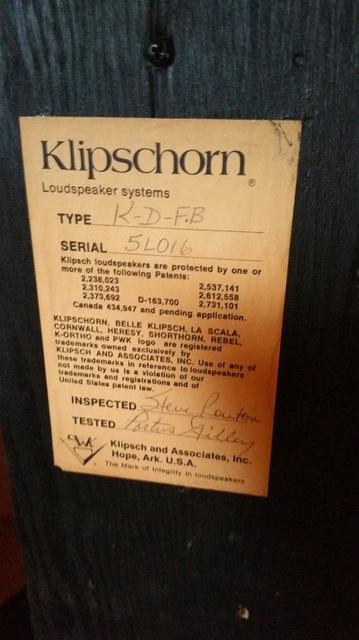 Klipschorn®
Loudspeaker systems
TYPE K-D-FB
SERIAL 5L016
Klipsch loudspeakers are protected by one or
more of the following Patents:
2,238,023 2,537,141
2,310,243 2,612,558
2,373,692 D-163,700 2,731,101
Canada 434,947 and pending application.
KLIPSCHORN, BELLE KLIPSCH, LA SCALA,
CORNWALL, HERESY, SHORTHORN, REBEL,
K-ORTHO and PWK logo are registered
trademarks owned exclusively by
KLIPSCH AND ASSOCIATES, INC. Use of any of
these trademarks in reference to loudspeakers
not made by us is a violation of our
trademarks and registrations and of
United States patent law.
INSPECTED Steve
TESTED Gilley
PWK Klipsch and Associates, Inc.
Hope, Ark. U.S.A.
The Mark of Integrity in loudspeakers